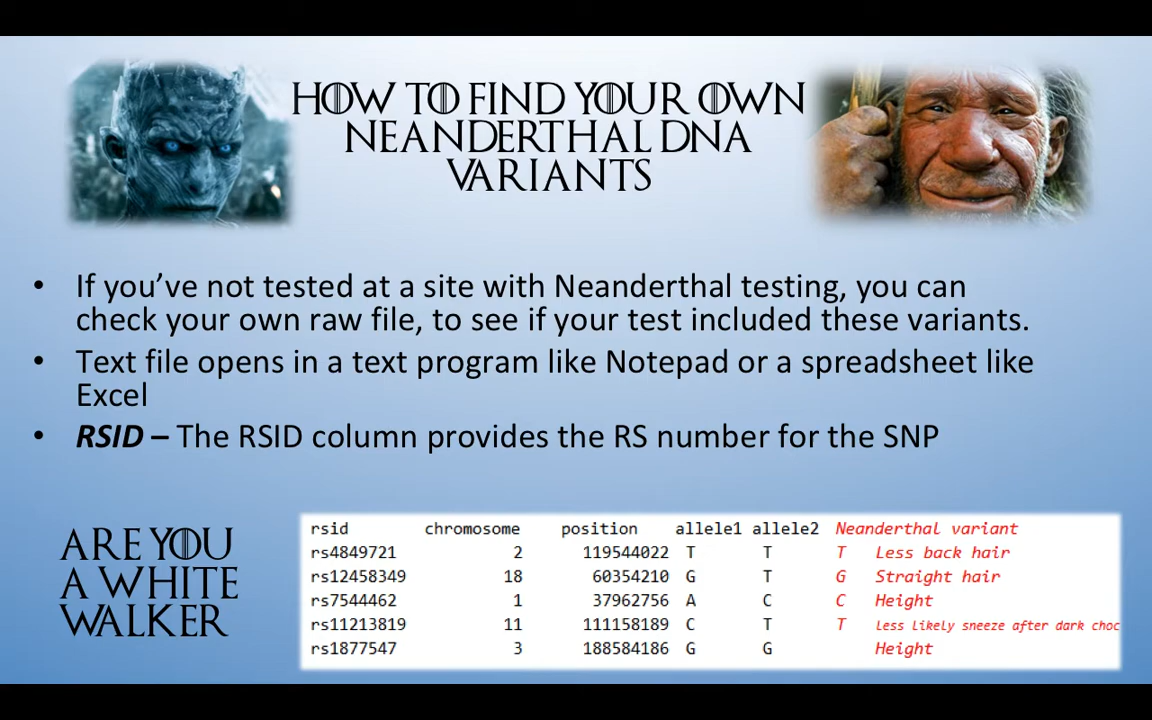 HOW TO FIND YOUR OWN
NEANDERTHAL DNA
VARIANTS
• If you’ve not tested at a site with Neanderthal testing, you can
check your own raw file, to see if your test included these variants.
• Text file opens in a text program like Notepad or a spreadsheet like
Excel
• RSID – The RSID column provides the RS number for the SNP
ARE YOU
A WHITE
WALKER
rsid chromosome position allele1 allele2 Neanderthal variant
rs4849721 2 119544022 T T T Less back hair
rs12458349 18 60354210 G T G Straight hair
rs7544462 1 37962756 A C C Height
rs11213819 11 111158189 C T T less likely sneeze after dark choc
rs1877547 3 188584186 G G Height